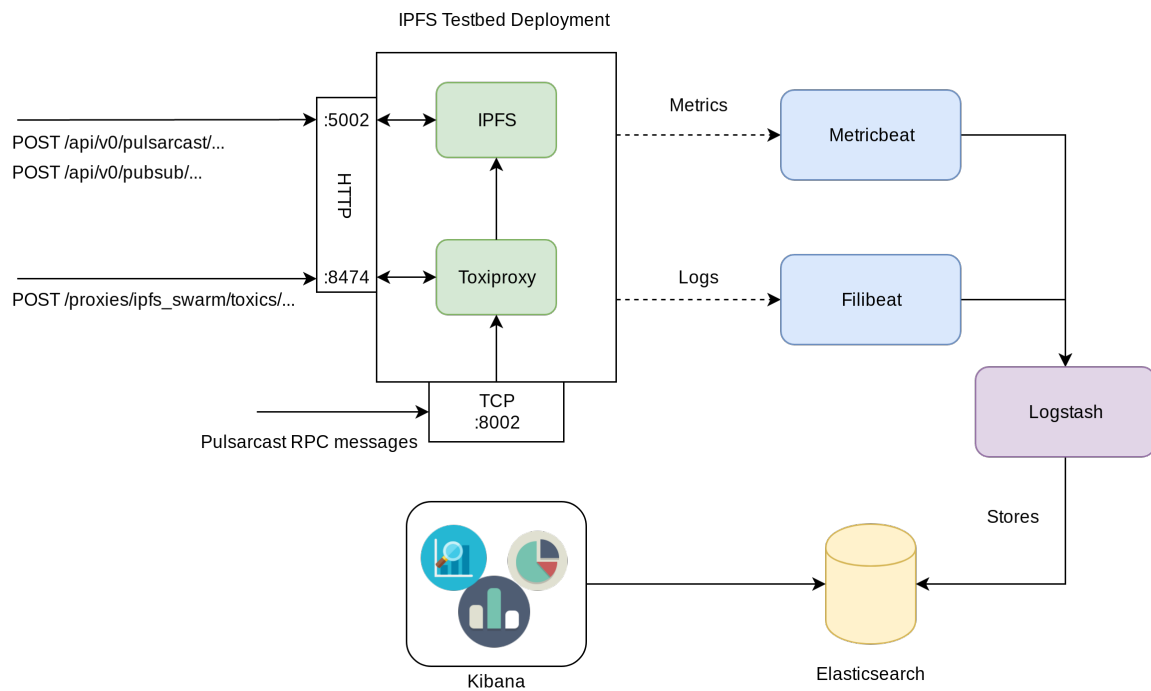 IPFS Testbed Deployment
:5002
IPFS
Metrics
Metricbeat
POST /api/v0/pulsarcast/...
POST /api/v0/pubsub/...
HTTP
:8474
Toxiproxy
Logs
Filibeat
POST /proxies/ipfs_swarm/toxics/...
TCP
:8002
Pulsarcast RPC messages
Logstash
Stores
Kibana
Elasticsearch